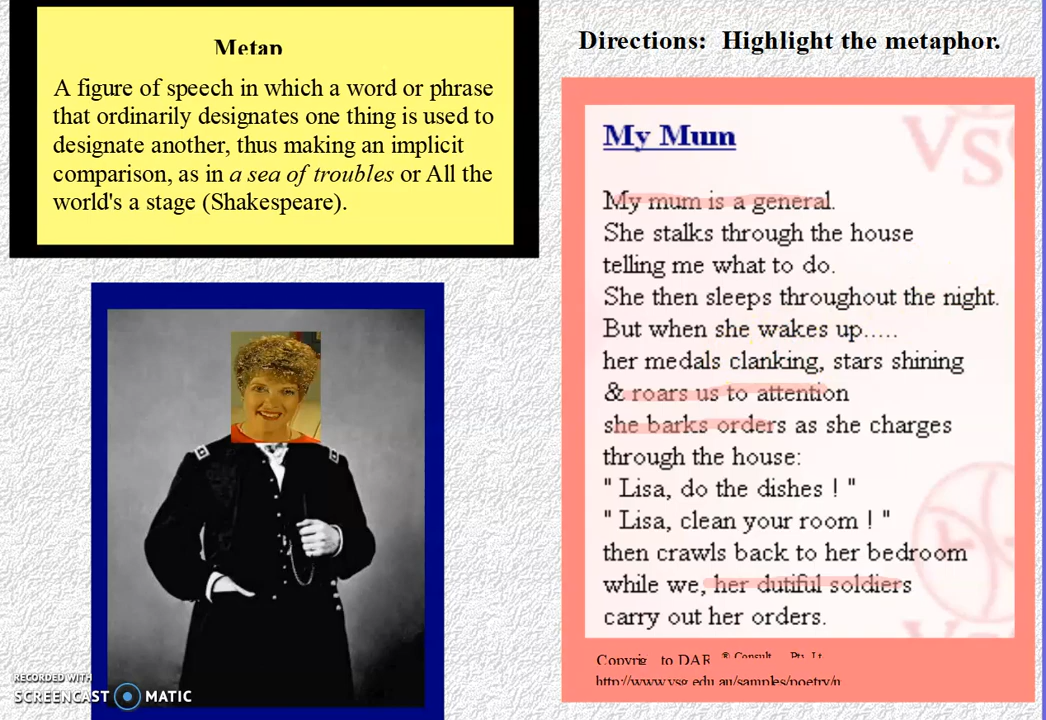 Metap
A figure of speech in which a word or phrase
that ordinarily designates one thing is used to
designate another, thus making an implicit
comparison, as in a sea of troubles or All the
world's a stage (Shakespeare).
Directions: Highlight the metaphor.
My Mum
My mum is a general.
She stalks through the house
telling me what to do.
She then sleeps throughout the night.
But when she wakes up.....
her medals clanking, stars shining
& roars us to attention
she barks orders as she charges
through the house:
" Lisa, do the dishes ! "
" Lisa, clean your room ! "
then crawls back to her bedroom
while we, her dutiful soldiers
carry out her orders.
to DAR ® Consult
VS
RECORDED WITH
SCREENCAST MATIC